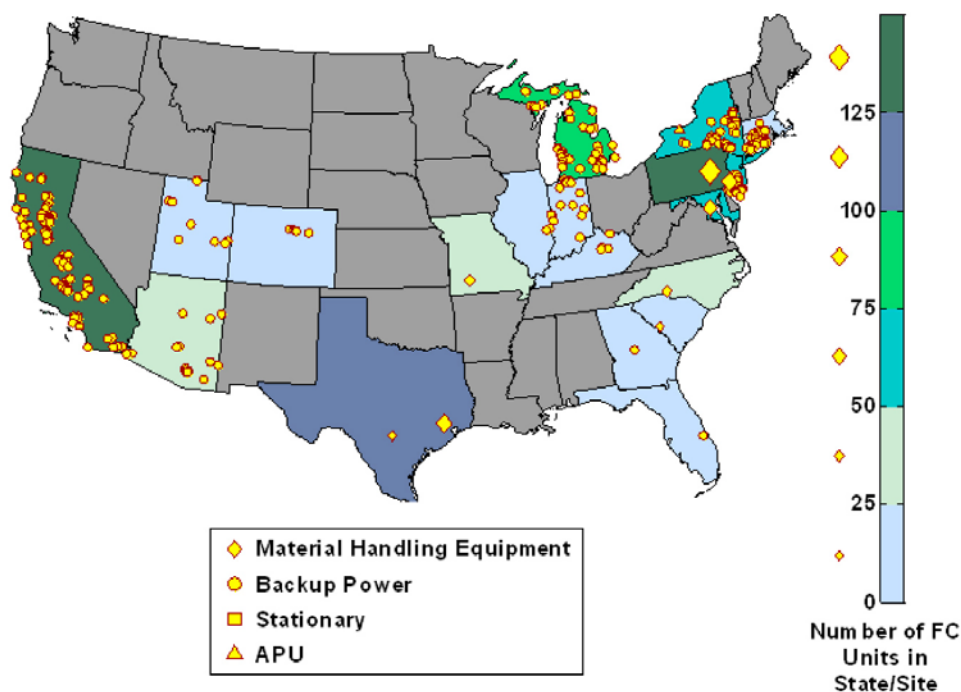 125
100
75
50
25
0
Number of FC
Units in
State/Site
Material Handling Equipment
Backup Power
Stationary
APU